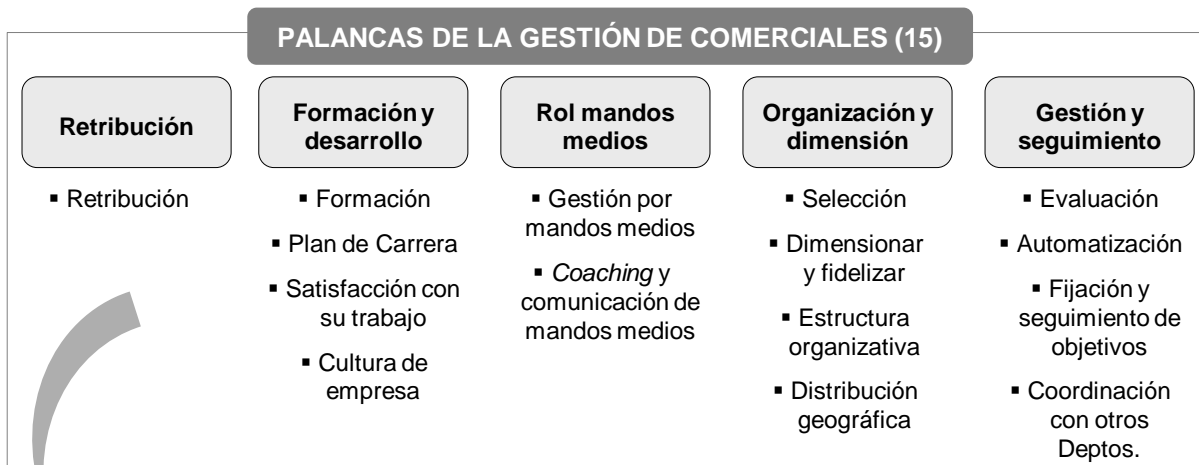 PALANCAS DE LA GESTIÓN DE COMERCIALES (15)
Retribución
▪ Retribución
Formación y
desarrollo
▪ Formación
▪ Plan de Carrera
▪ Satisfacción con
su trabajo
▪ Cultura de
empresa
Rol mandos
medios
▪ Gestión por
mandos medios
▪ Coaching y
comunicación de
mandos medios
Organización y
dimensión
▪ Selección
▪ Dimensionar
y fidelizar
▪ Estructura
organizativa
▪ Distribución
geográfica
Gestión y
seguimiento
▪ Evaluación
▪ Automatización
▪ Fijación y
seguimiento de
objetivos
▪ Coordinación
con otros
Deptos.